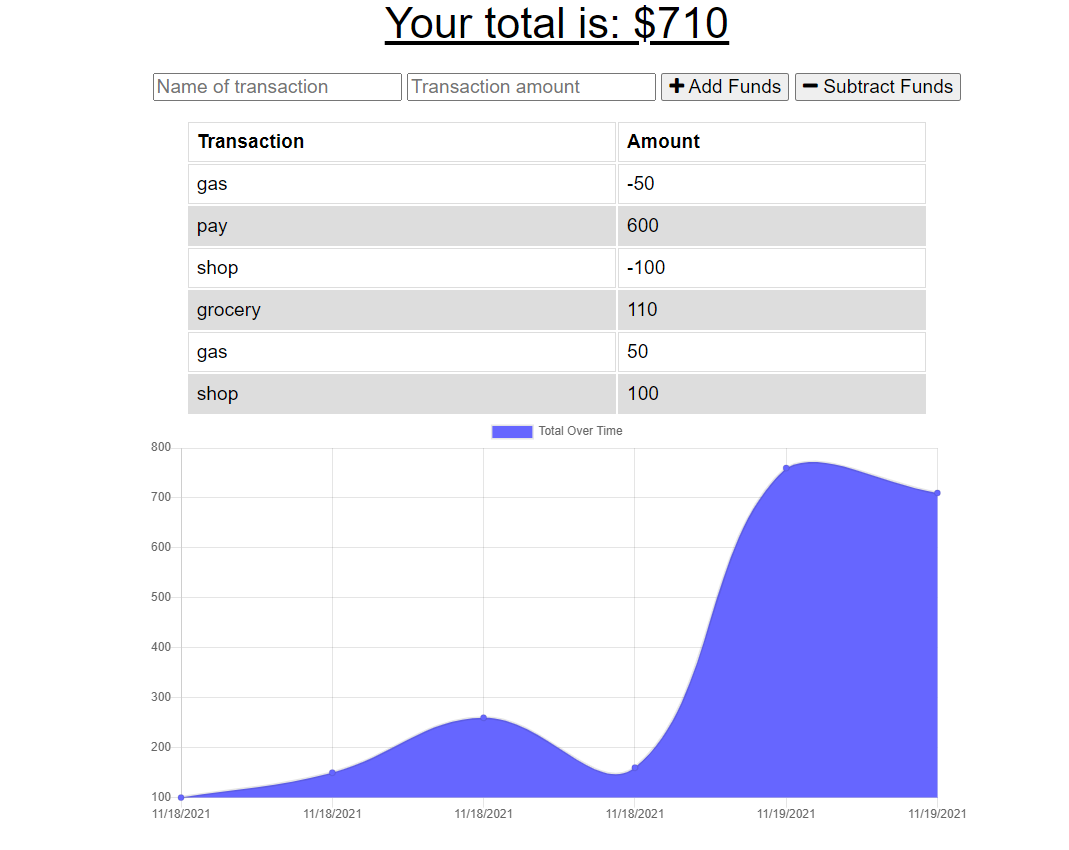 Your total is: $710
Name of transaction Transaction amount Add Funds Subtract Funds
Transaction Amount
gas -50
pay 600
shop -100
grocery 110
gas 50
shop 100
Total Over Time
800
700
600
500
400
300
200
100
11/18/2021 11/18/2021 11/18/2021 11/18/2021 11/19/2021 11/19/2021